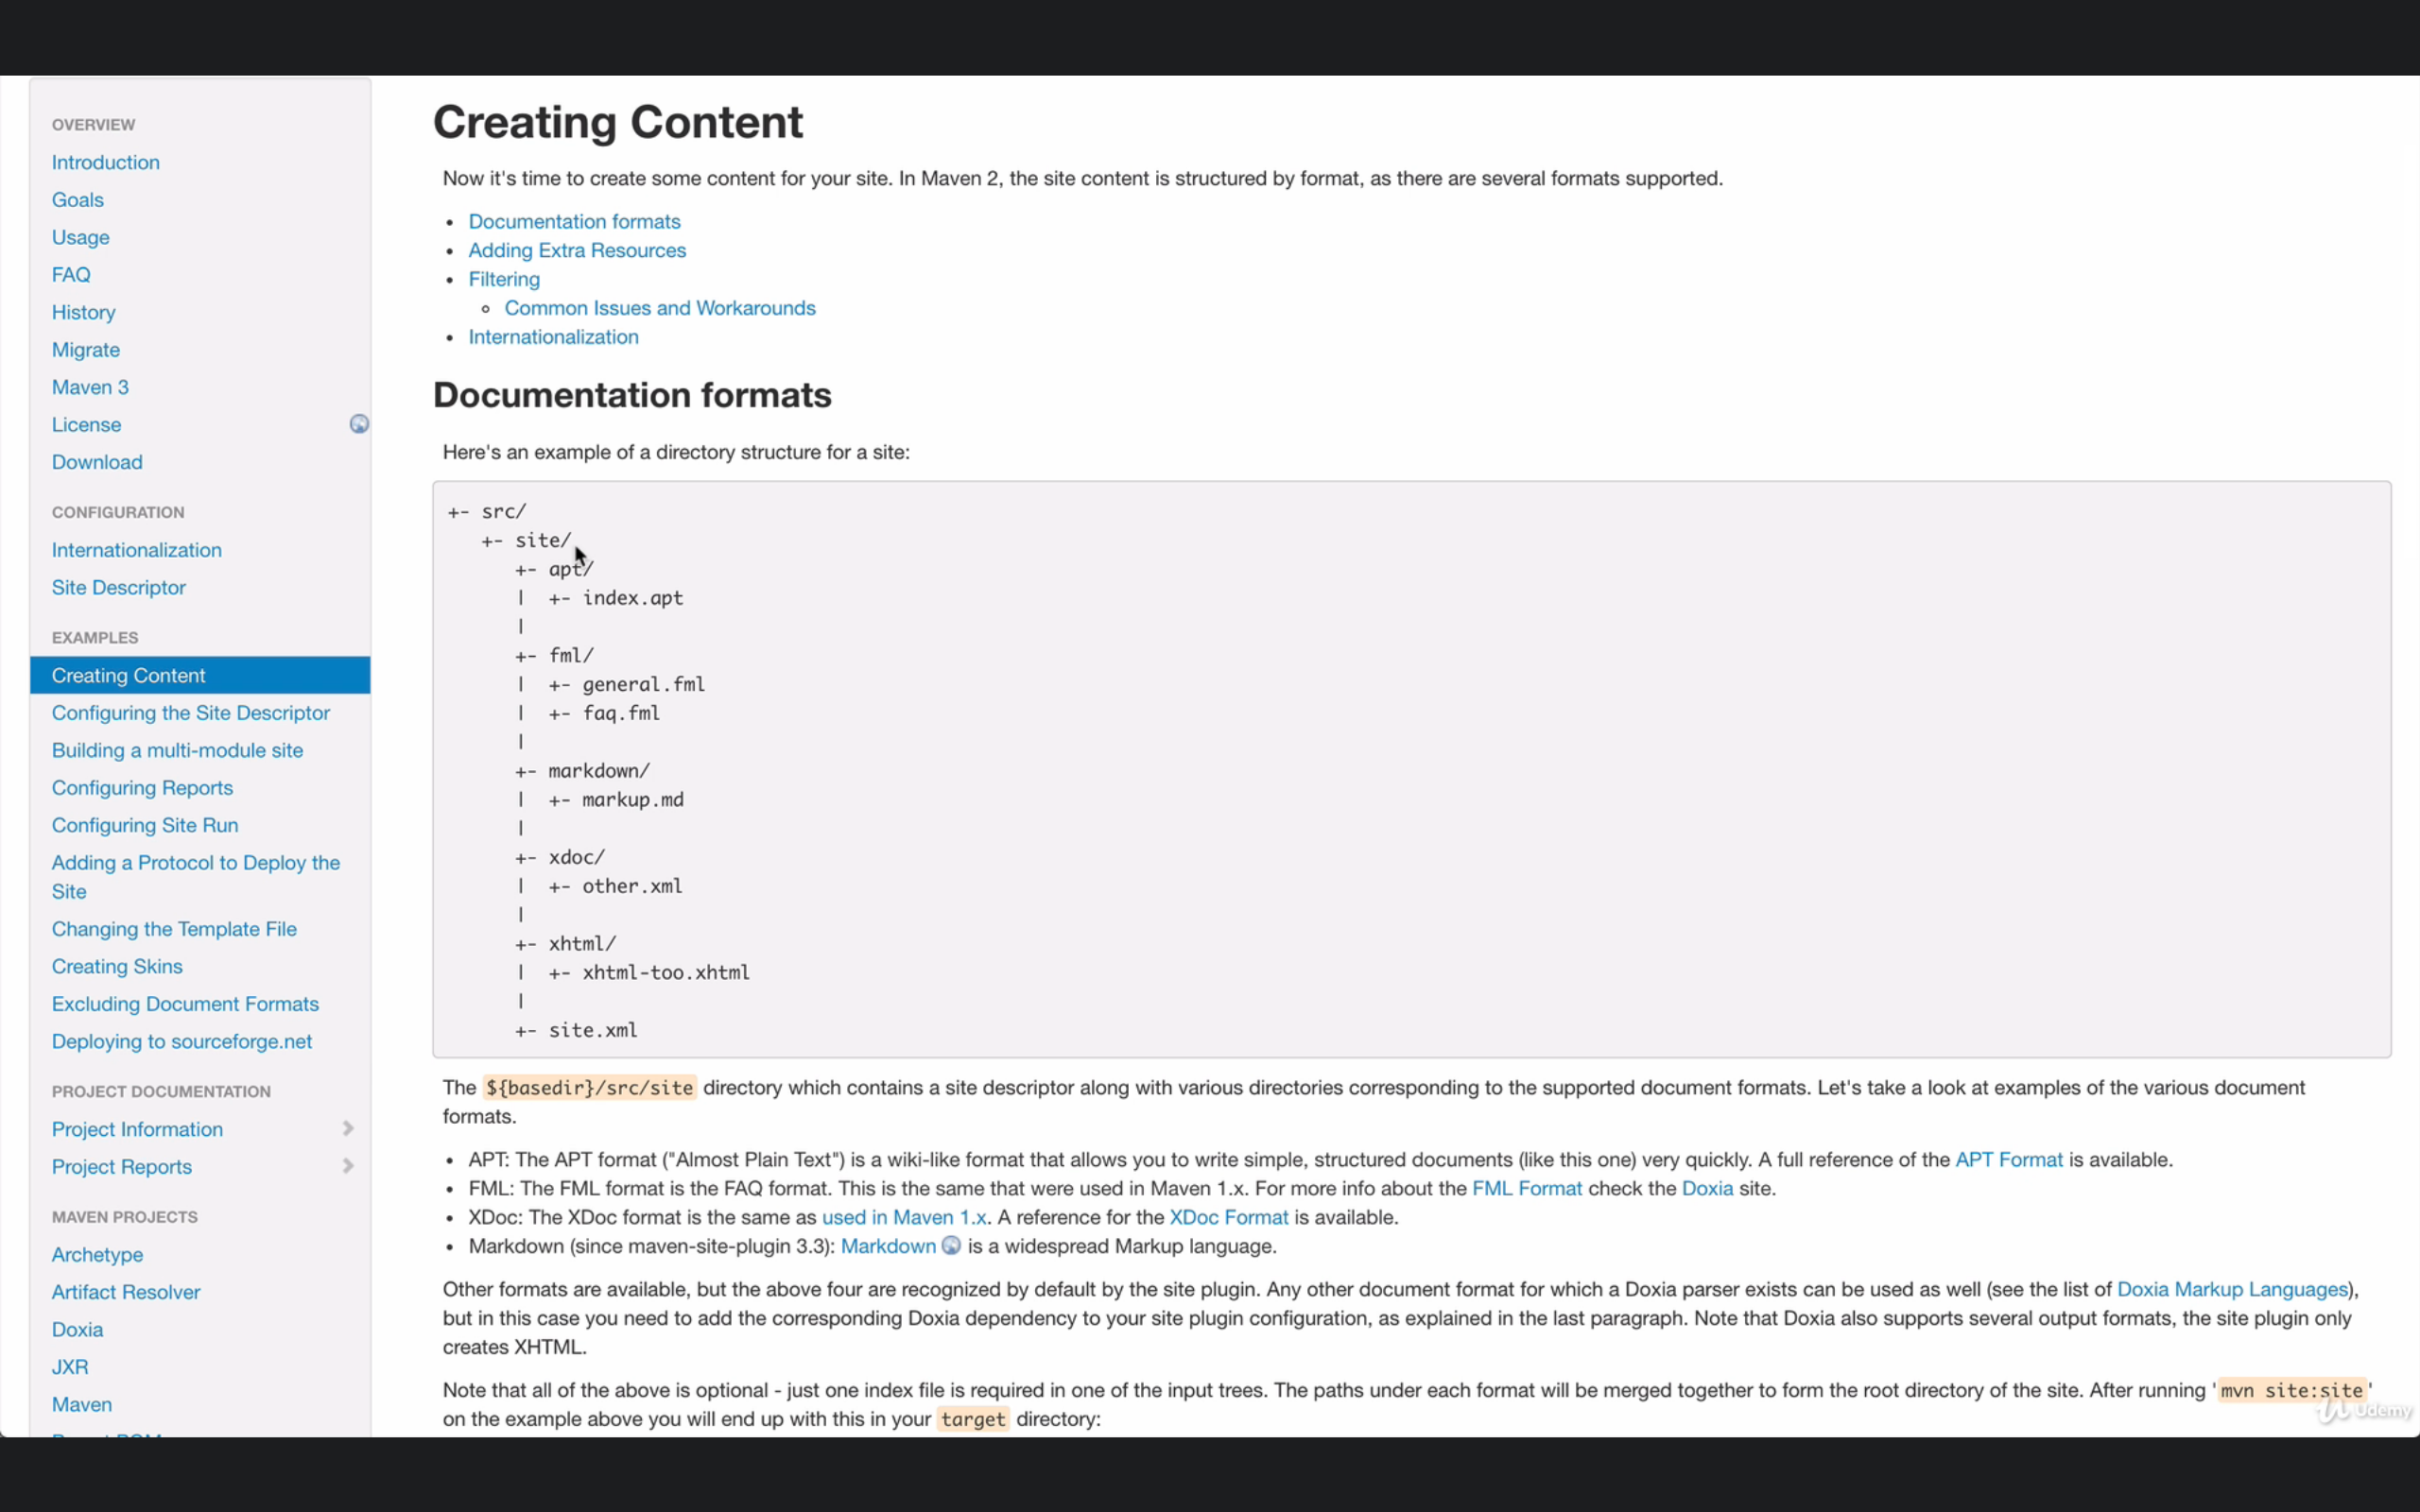 OVERVIEW
Introduction
Goals
Usage
FAQ
History
Migrate
Maven 3
License
Download
CONFIGURATION
Internationalization
Site Descriptor
EXAMPLES
Creating Content
Configuring the Site Descriptor
Building a multi-module site
Configuring Reports
Configuring Site Run
Adding a Protocol to Deploy the
Site
Changing the Template File
Creating Skins
Excluding Document Formats
Deploying to sourceforge.net
PROJECT DOCUMENTATION
Project Information
Project Reports
MAVEN PROJECTS
Archetype
Artifact Resolver
Doxia
JXR
Maven
Creating Content
Now it's time to create some content for your site. In Maven 2, the site content is structured by format, as there are several formats supported.
• Documentation formats
• Adding Extra Resources
• Filtering
◦ Common Issues and Workarounds
• Internationalization
Documentation formats
Here's an example of a directory structure for a site:
+- src/
   +- site/
      +- apt/
      |  +- index.apt
      |
      +- fml/
      |  +- general.fml
      |  +- faq.fml
      |
      +- markdown/
      |  +- markup.md
      |
      +- xdoc/
      |  +- other.xml
      |
      +- xhtml/
      |  +- xhtml-too.xhtml
      |
      +- site.xml
The ${basedir}/src/site directory which contains a site descriptor along with various directories corresponding to the supported document formats. Let's take a look at examples of the various document
formats.
• APT: The APT format ("Almost Plain Text") is a wiki-like format that allows you to write simple, structured documents (like this one) very quickly. A full reference of the APT Format is available.
• FML: The FML format is the FAQ format. This is the same that were used in Maven 1.x. For more info about the FML Format check the Doxia site.
• XDoc: The XDoc format is the same as used in Maven 1.x. A reference for the XDoc Format is available.
• Markdown (since maven-site-plugin 3.3): Markdown is a widespread Markup language.
Other formats are available, but the above four are recognized by default by the site plugin. Any other document format for which a Doxia parser exists can be used as well (see the list of Doxia Markup Languages),
but in this case you need to add the corresponding Doxia dependency to your site plugin configuration, as explained in the last paragraph. Note that Doxia also supports several output formats, the site plugin only
creates XHTML.
Note that all of the above is optional - just one index file is required in one of the input trees. The paths under each format will be merged together to form the root directory of the site. After running 'mvn site:site'
on the example above you will end up with this in your target directory:
Udemy